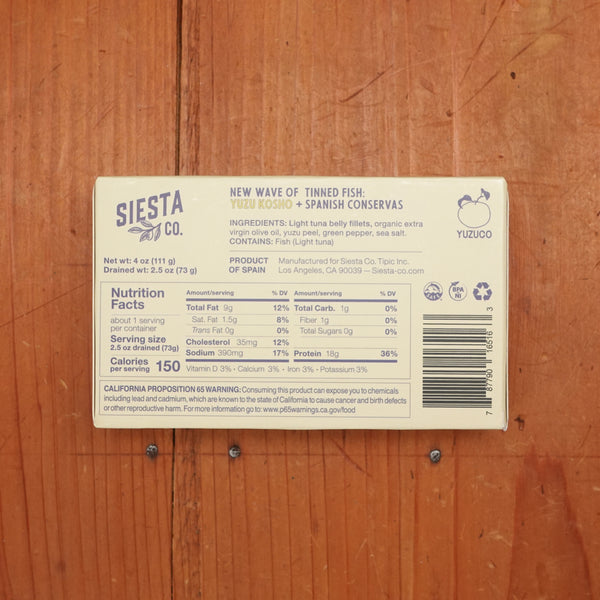 SIESTA
CO.
NEW WAVE OF TINNED FISH:
YUZU KOSHO + SPANISH CONSERVAS
INGREDIENTS: Light tuna belly fillets, organic extra
virgin olive oil, yuzu peel, green pepper, sea salt.
CONTAINS: Fish (Light tuna)
YUZUCO
Net wt: 4 oz (111 g)
Drained wt: 2.5 oz (73 g)
PRODUCT
OF SPAIN
Manufactured for Siesta Co. Tipic Inc.
Los Angeles, CA 90039 — Siesta-co.com
BPA
NI
Nutrition
Facts
about 1 serving
per container
Serving size
2.5 oz drained (73g)
Calories
per serving 150
Amount/serving % DV
Total Fat 9g 12%
Sat. Fat 1.5g 8%
Trans Fat 0g 0%
Cholesterol 35mg 12%
Sodium 390mg 17%
Amount/serving % DV
Total Carb. 1g 0%
Fiber 1g 0%
Total Sugars 0g 0%
Protein 18g 36%
Vitamin D 3% • Calcium 3% • Iron 3% • Potassium 3%
CALIFORNIA PROPOSITION 65 WARNING: Consuming this product can expose you to chemicals
including lead and cadmium, which are known to the state of California to cause cancer and birth defects
or other reproductive harm. For more information go to: www.p65warnings.ca.gov/food
7 87790 16516 3